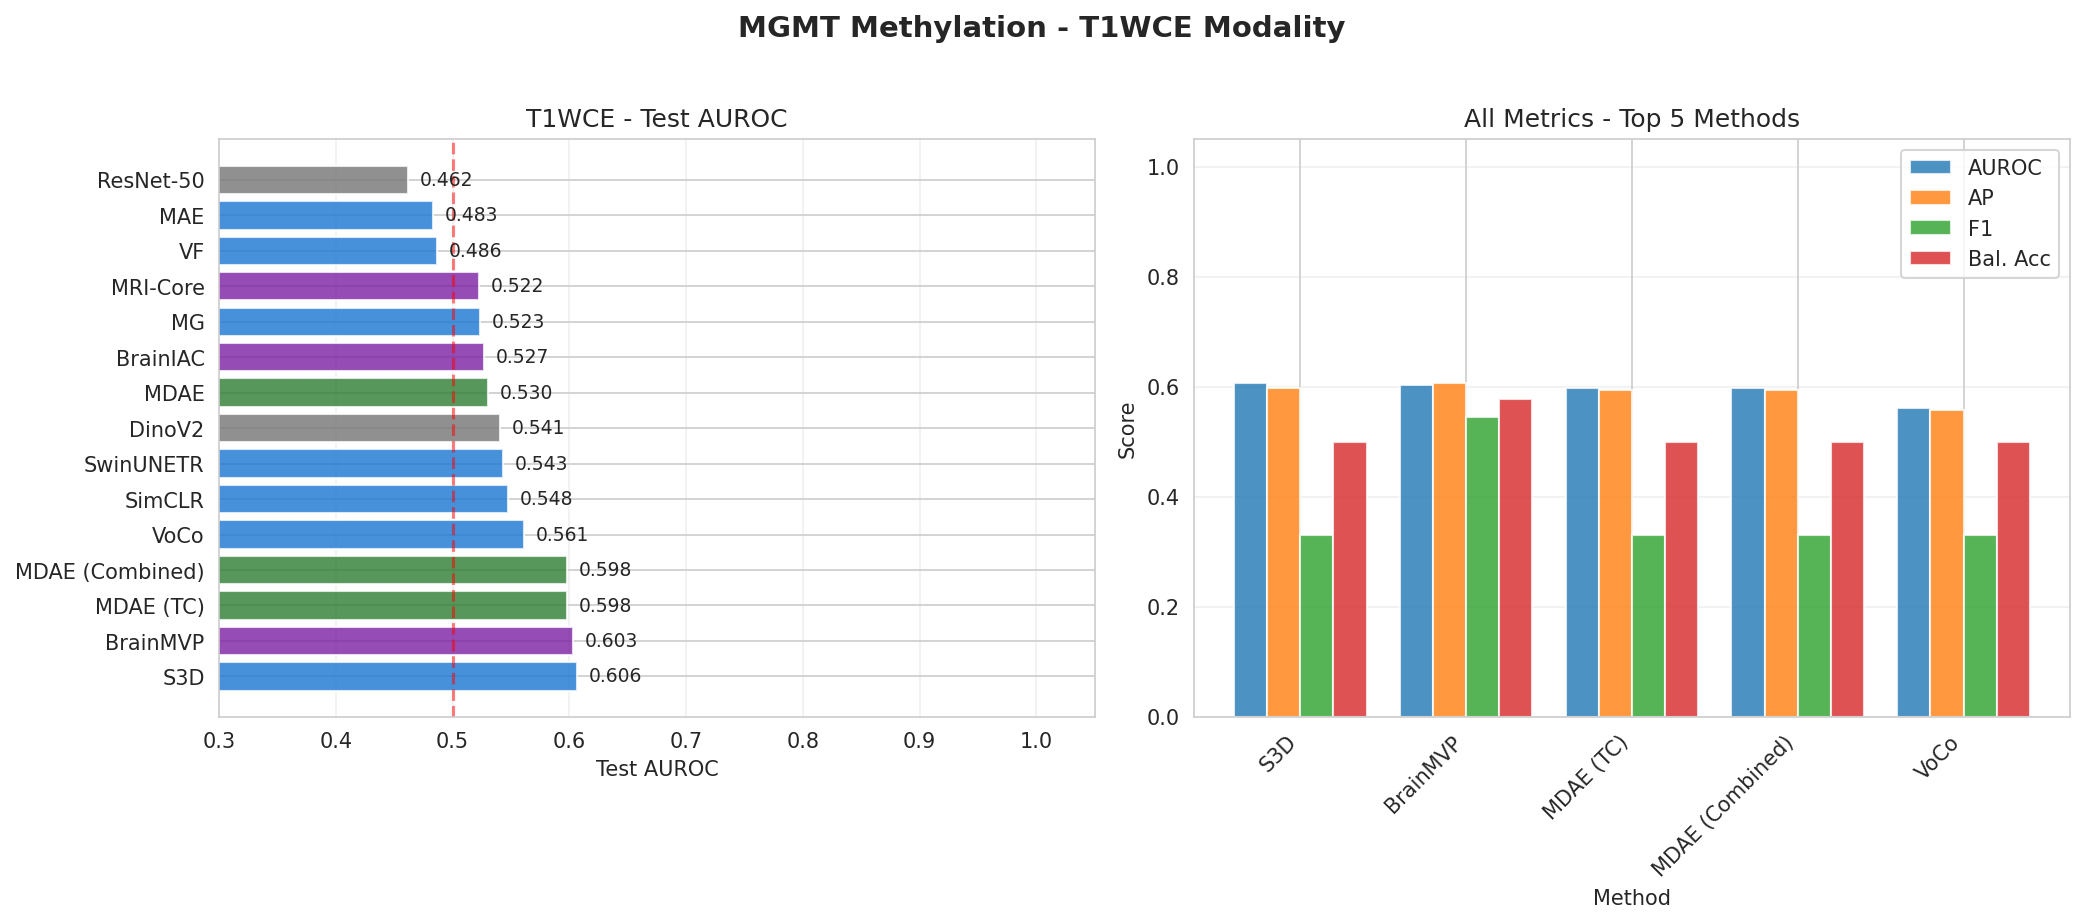 MGMT Methylation - T1WCE Modality
T1WCE - Test AUROC
ResNet-50 0.462
MAE 0.483
VF 0.486
MRI-Core 0.522
MG 0.523
BrainIAC 0.527
MDAE 0.530
DinoV2 0.541
SwinUNETR 0.543
SimCLR 0.548
VoCo 0.561
MDAE (Combined) 0.598
MDAE (TC) 0.598
BrainMVP 0.603
S3D 0.606
0.3 0.4 0.5 0.6 0.7 0.8 0.9 1.0
Test AUROC
All Metrics - Top 5 Methods
AUROC
AP
F1
Bal. Acc
1.0
0.8
0.6
0.4
0.2
0.0
Score
S3D
BrainMVP
MDAE (TC)
MDAE (Combined)
VoCo
Method